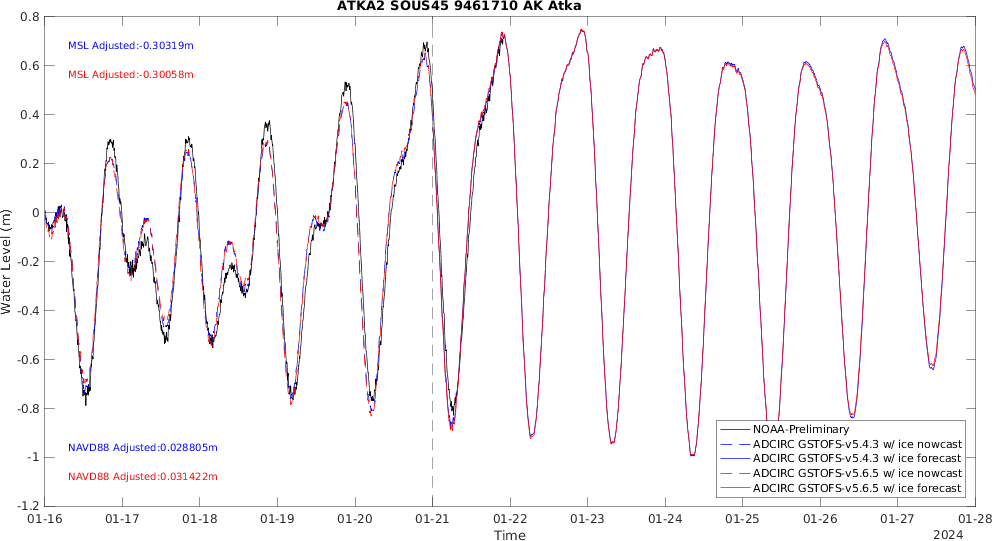 ATKA2 SOUS45 9461710 AK Atka
MSL Adjusted:-0.30319m
MSL Adjusted:-0.30058m
NAVD88 Adjusted:0.028805m
NAVD88 Adjusted:0.031422m
Water Level (m)
0.8
0.6
0.4
0.2
0
-0.2
-0.4
-0.6
-0.8
-1
-1.2
NOAA-Preliminary
ADCIRC GSTOFS-v5.4.3 w/ ice nowcast
ADCIRC GSTOFS-v5.4.3 w/ ice forecast
ADCIRC GSTOFS-v5.6.5 w/ ice nowcast
ADCIRC GSTOFS-v5.6.5 w/ ice forecast
01-16 01-17 01-18 01-19 01-20 01-21 01-22 01-23 01-24 01-25 01-26 01-27 01-28
Time
2024